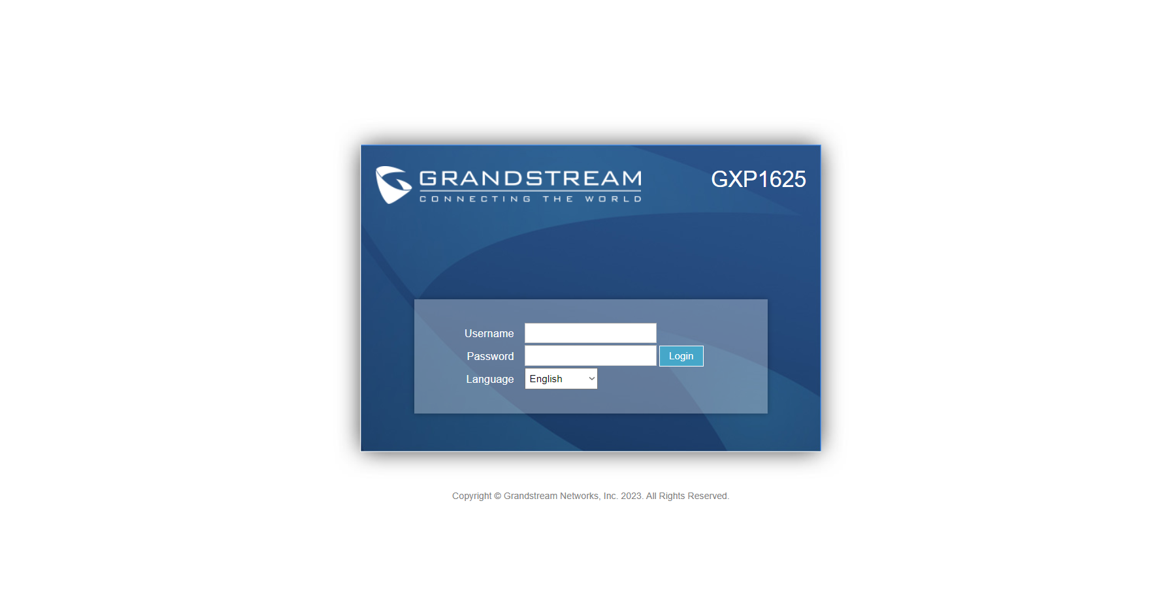 GRANDSTREAM
CONNECTING THE WORLD
GXP1625
Username
Password
Login
Language
English
Copyright © Grandstream Networks, Inc. 2023. All Rights Reserved.